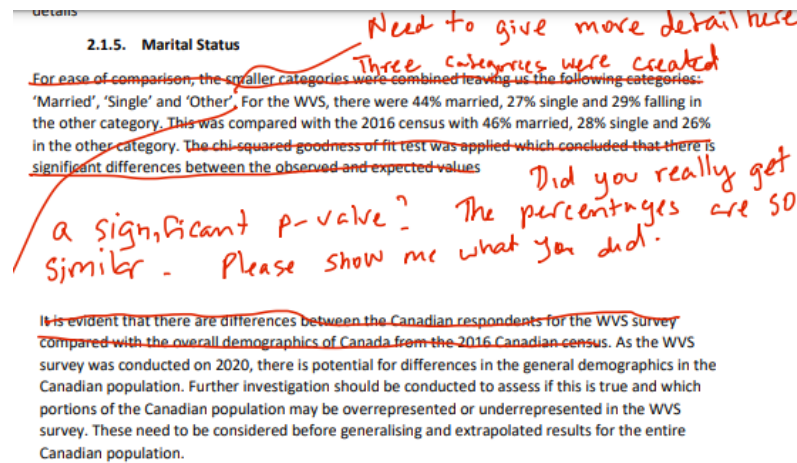 details
Need to give more detail here
2.1.5. Marital Status
Three categories were created
For ease of comparison, the smaller categories were combined leaving us the following categories:
'Married', 'Single' and 'Other'. For the WVS, there were 44% married, 27% single and 29% falling in
the other category. This was compared with the 2016 census with 46% married, 28% single and 26%
in the other category. The chi-squared goodness of fit test was applied which concluded that there is
significant differences between the observed and expected values
Did you really get
a significant p-value? The percentages are so
similar. Please show me what you did.
It is evident that there are differences between the Canadian respondents for the WVS survey
compared with the overall demographics of Canada from the 2016 Canadian census. As the WVS
survey was conducted on 2020, there is potential for differences in the general demographics in the
Canadian population. Further investigation should be conducted to assess if this is true and which
portions of the Canadian population may be overrepresented or underrepresented in the WVS
survey. These need to be considered before generalising and extrapolated results for the entire
Canadian population.